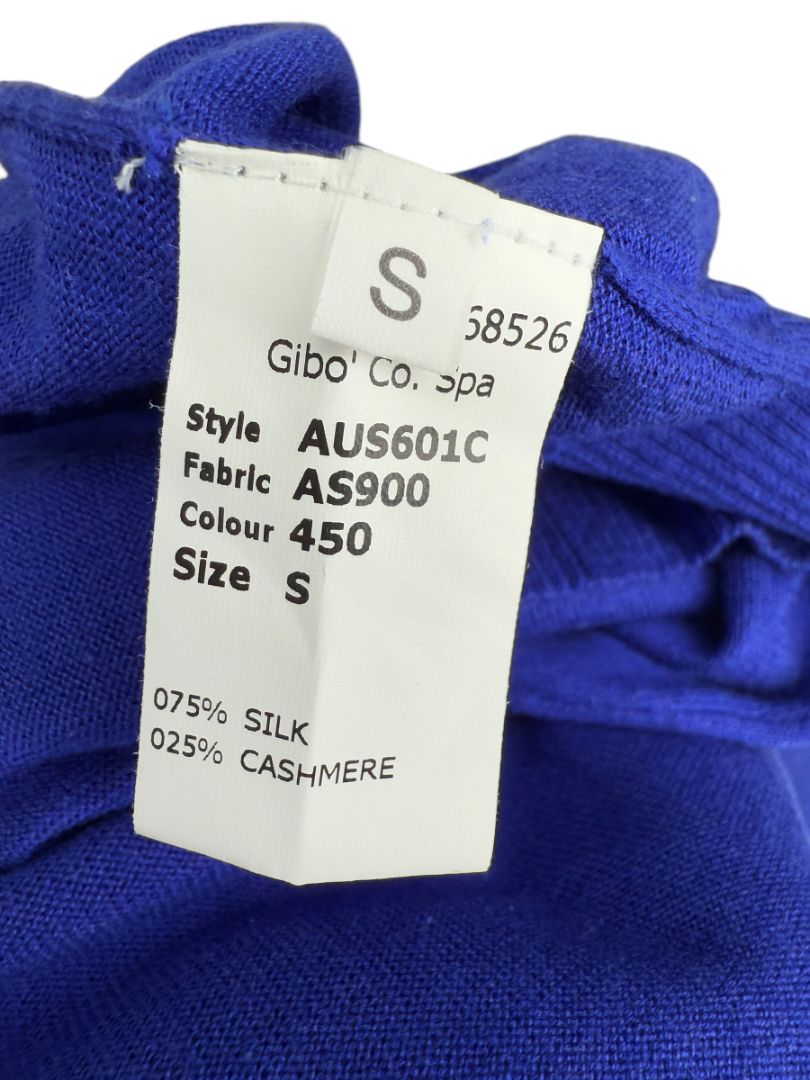 S
68526
Gibo' Co. Spa
Style AUS601C
Fabric AS900
Colour 450
Size S
075% SILK
025% CASHMERE